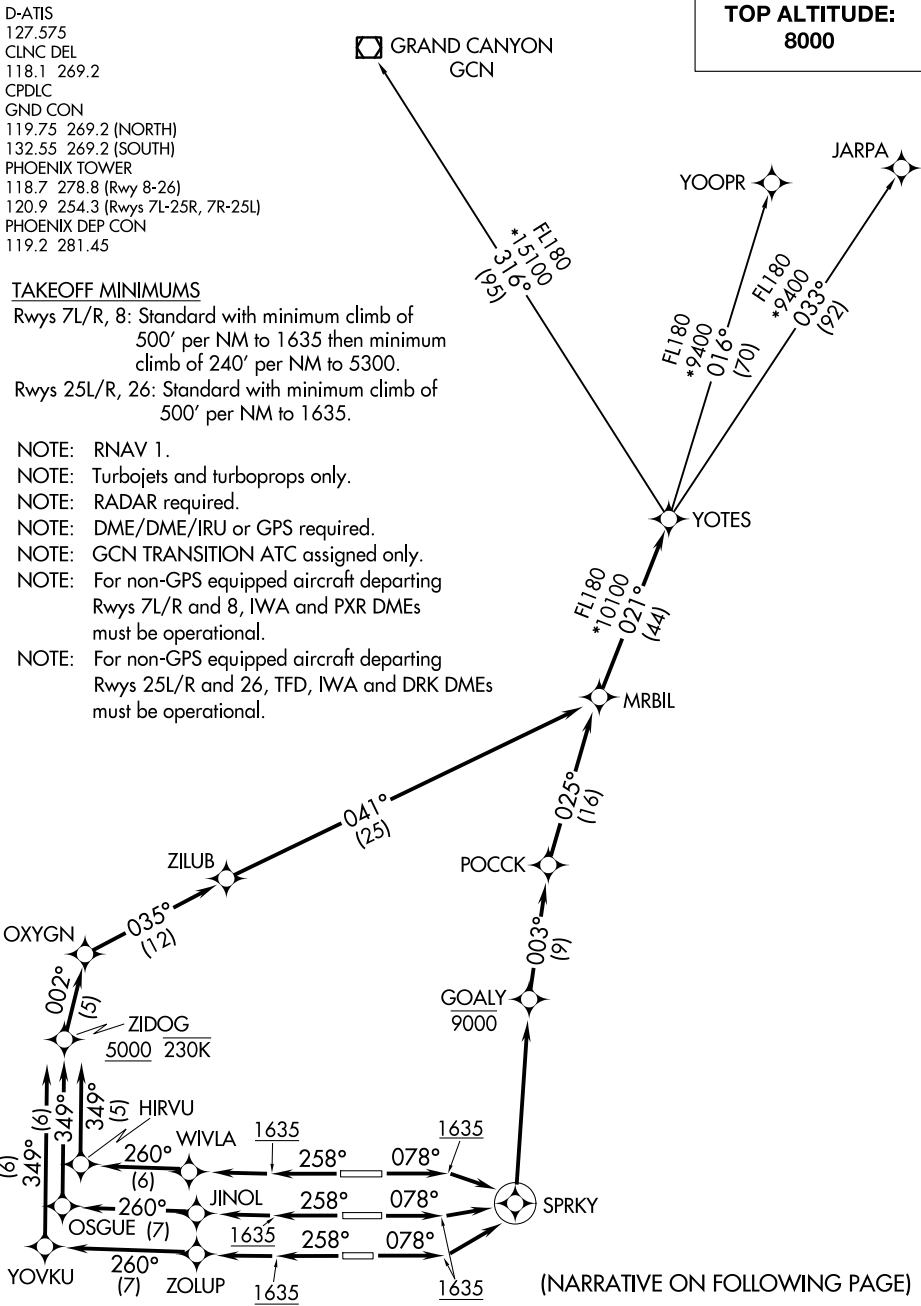 D-ATIS
127.575
CLNC DEL
118.1 269.2
CPDLC
GND CON
119.75 269.2 (NORTH)
132.55 269.2 (SOUTH)
PHOENIX TOWER
118.7 278.8 (Rwy 8-26)
120.9 254.3 (Rwys 7L-25R, 7R-25L)
PHOENIX DEP CON
119.2 281.45
TOP ALTITUDE:
8000
GRAND CANYON
GCN
YOOPR
JARPA
FL180
*15100
316°
(95)
FL180
*9400
016°
(70)
FL180
*9400
033°
(92)
TAKEOFF MINIMUMS
Rwys 7L/R, 8: Standard with minimum climb of
500' per NM to 1635 then minimum
climb of 240' per NM to 5300.
Rwys 25L/R, 26: Standard with minimum climb of
500' per NM to 1635.
NOTE: RNAV 1.
NOTE: Turbojets and turboprops only.
NOTE: RADAR required.
NOTE: DME/DME/IRU or GPS required.
NOTE: GCN TRANSITION ATC assigned only.
NOTE: For non-GPS equipped aircraft departing
Rwys 7L/R and 8, IWA and PXR DMEs
must be operational.
NOTE: For non-GPS equipped aircraft departing
Rwys 25L/R and 26, TFD, IWA and DRK DMEs
must be operational.
YOTES
FL180
*10100
021°
(44)
MRBIL
025°
(16)
041°
(25)
ZILUB
POCCK
035°
(12)
OXYGN
003°
(9)
002°
(5)
GOALY
9000
ZIDOG
5000 230K
349°
(6)
349°
(6)
349°
(5)
HIRVU
WIVLA
260°
(6)
1635
258°
078°
1635
JINOL
260°
(7)
OSGUE
1635
258°
078°
SPRKY
YOVKU
260°
(7)
ZOLUP
1635
258°
078°
1635
(NARRATIVE ON FOLLOWING PAGE)